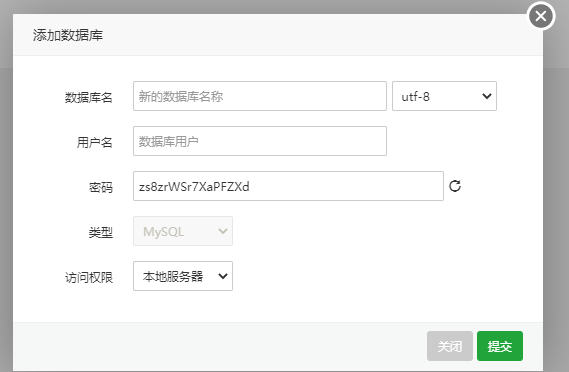 添加数据库
数据库名 新的数据库名称 utf-8
用户名 数据库用户
密码 zs8zrWSr7XaPFZXd
类型 MySQL
访问权限 本地服务器
关闭 提交